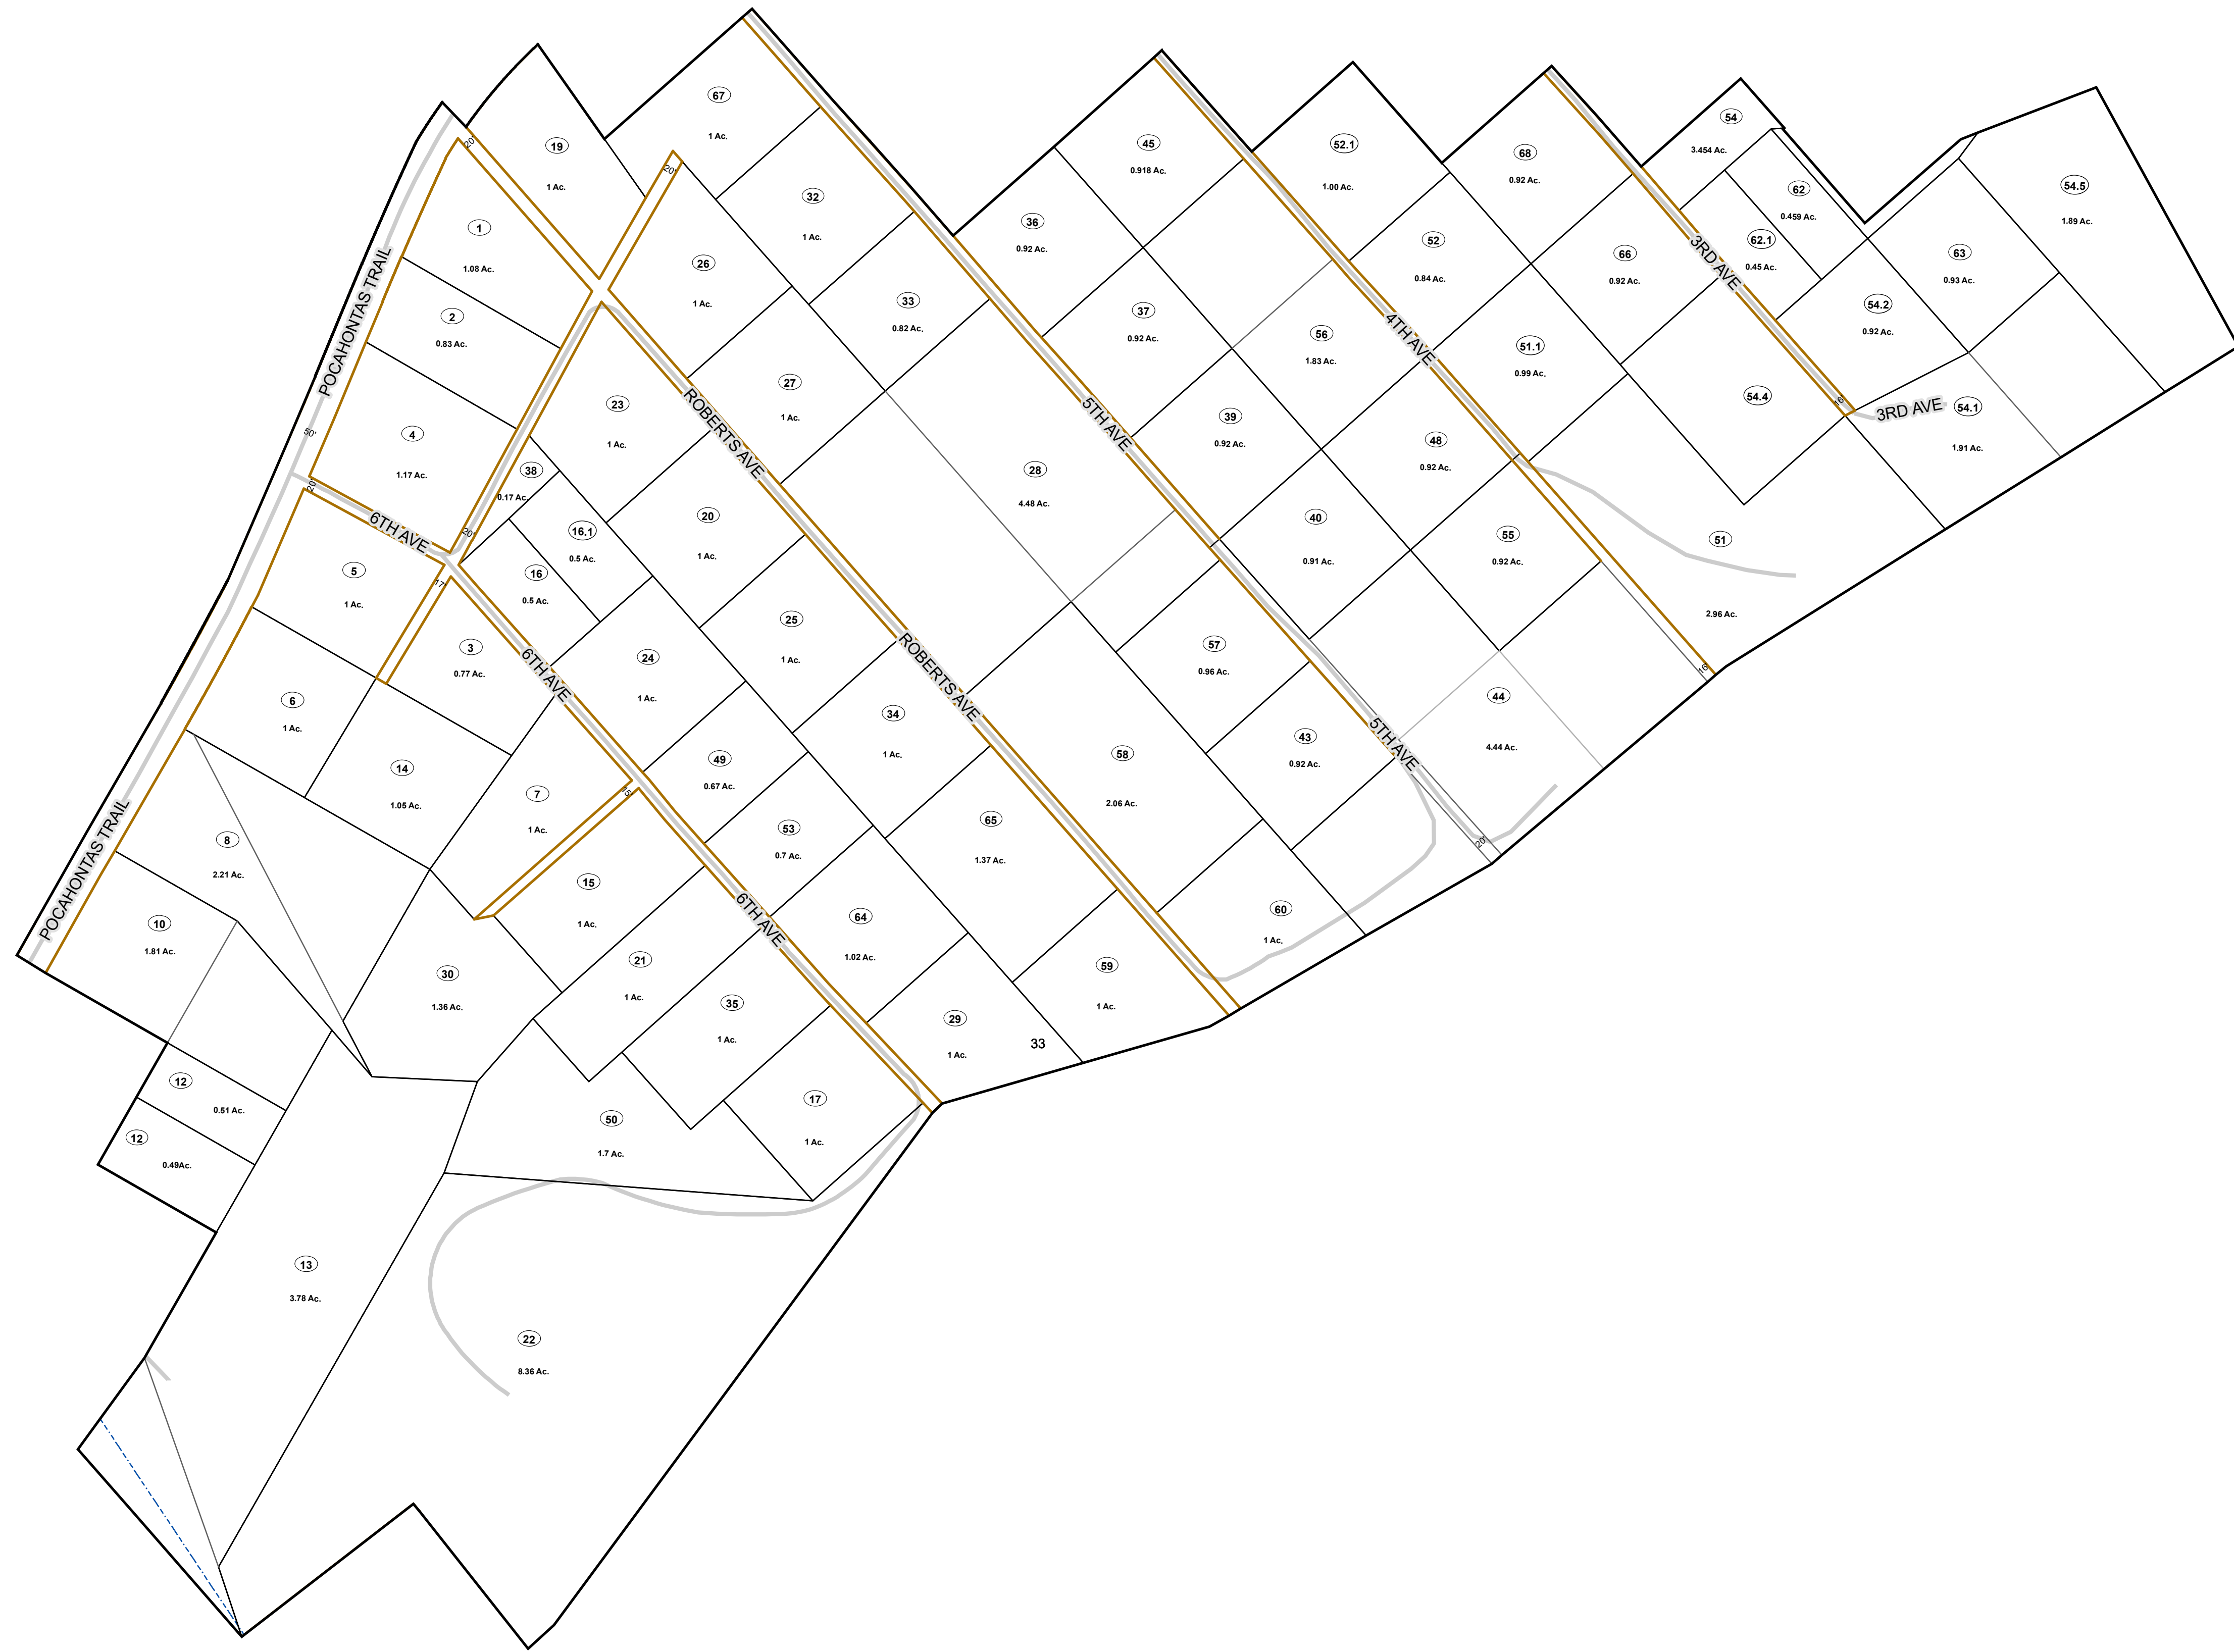 67
1 Ac.
19
1 Ac.
20'
20'
45
0.918 Ac.
52.1
1.00 Ac.
68
0.92 Ac.
54
3.454 Ac.
62
0.459 Ac.
54.5
1.89 Ac.
32
1 Ac.
36
0.92 Ac.
1
1.08 Ac.
52
0.84 Ac.
66
0.92 Ac.
62.1
0.45 Ac.
63
0.93 Ac.
3RD AVE
26
1 Ac.
33
0.82 Ac.
37
0.92 Ac.
56
1.83 Ac.
54.2
0.92 Ac.
2
0.83 Ac.
POCAHONTAS TRAIL
4TH AVE
51.1
0.99 Ac.
27
1 Ac.
23
1 Ac.
ROBERTS AVE
5TH AVE
39
0.92 Ac.
54.4
16'
3RD AVE
54.1
1.91 Ac.
50'
4
1.17 Ac.
48
0.92 Ac.
38
0.17 Ac.
28
4.48 Ac.
20'
6TH AVE
20'
16.1
0.5 Ac.
20
1 Ac.
40
0.91 Ac.
55
0.92 Ac.
51
2.96 Ac.
5
1 Ac.
17'
16
0.5 Ac.
3
0.77 Ac.
25
1 Ac.
57
0.96 Ac.
6TH AVE
24
1 Ac.
ROBERTS AVE
16'
6
1 Ac.
34
1 Ac.
44
4.44 Ac.
43
0.92 Ac.
5TH AVE
58
2.06 Ac.
49
0.67 Ac.
14
1.05 Ac.
7
1 Ac.
15'
POCAHONTAS TRAIL
8
2.21 Ac.
53
0.7 Ac.
65
1.37 Ac.
20'
15
1 Ac.
10
1.81 Ac.
6TH AVE
64
1.02 Ac.
60
1 Ac.
30
1.36 Ac.
21
1 Ac.
59
1 Ac.
35
1 Ac.
29
1 Ac.
33
12
0.51 Ac.
12
0.49Ac.
50
1.7 Ac.
17
1 Ac.
13
3.78 Ac.
22
8.36 Ac.